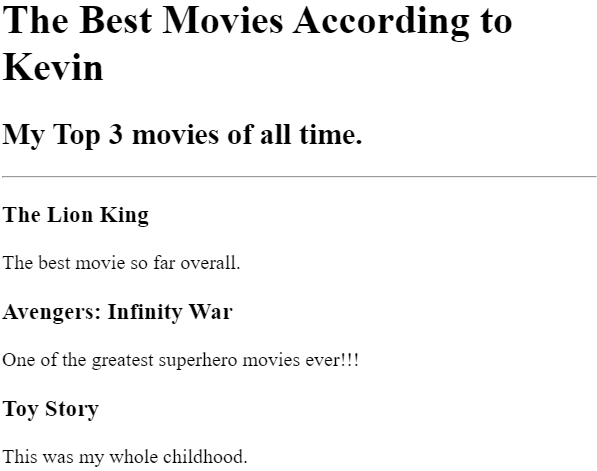 The Best Movies According to
Kevin
My Top 3 movies of all time.
The Lion King
The best movie so far overall.
Avengers: Infinity War
One of the greatest superhero movies ever!!!
Toy Story
This was my whole childhood.